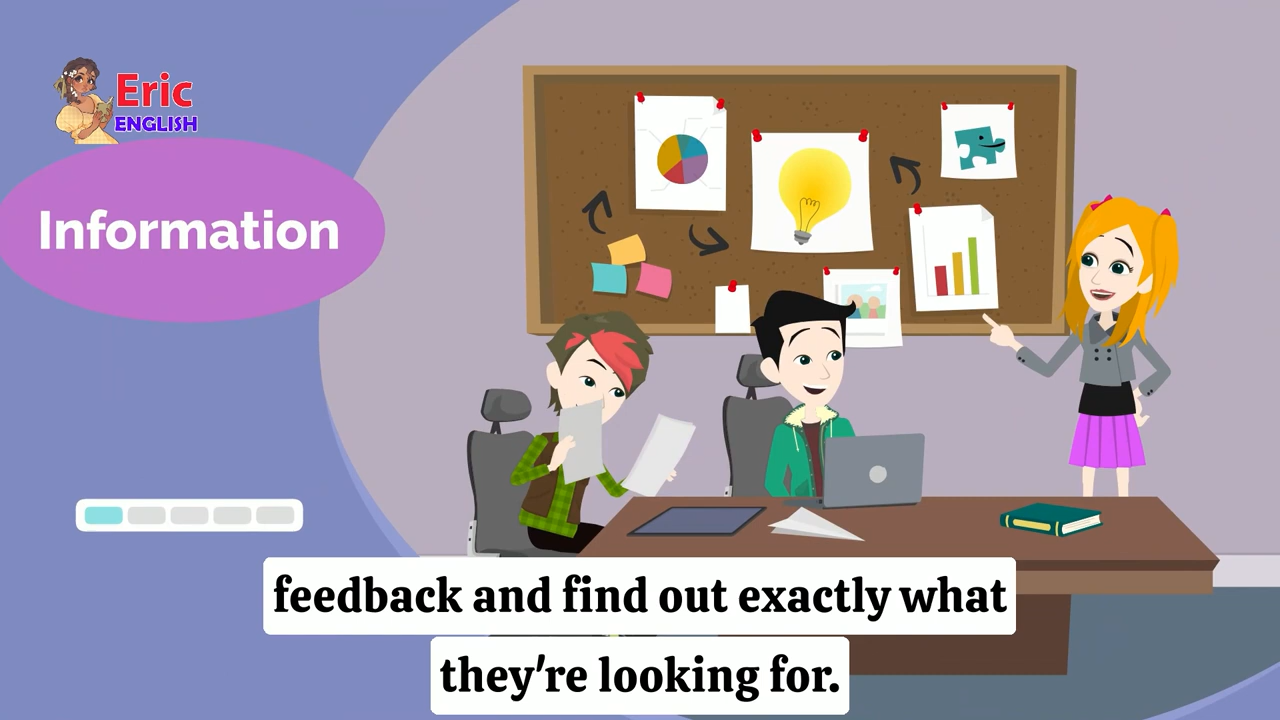 Eric
ENGLISH
Information
feedback and find out exactly what
they're looking for.